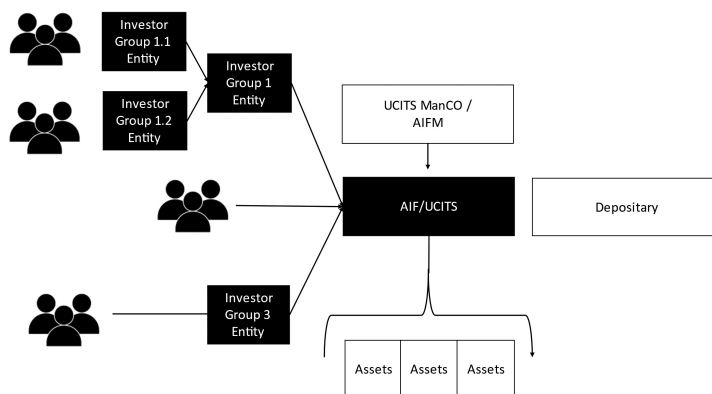 Investor
Group 1.1
Entity
Investor
Group 1.2
Entity
Investor
Group 1
Entity
UCITS ManCO /
AIFM
AIF/UCITS
Depositary
Investor
Group 3
Entity
Assets
Assets
Assets